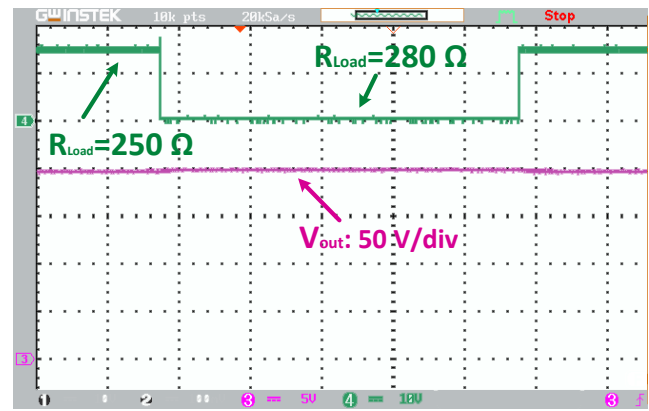 GWINSTEK 10k pts 20kSa/s Stop
RLoad=280 Ω
4
RLoad=250 Ω
Vout: 50 V/div
3
1 2 3 5V 4 10V 3